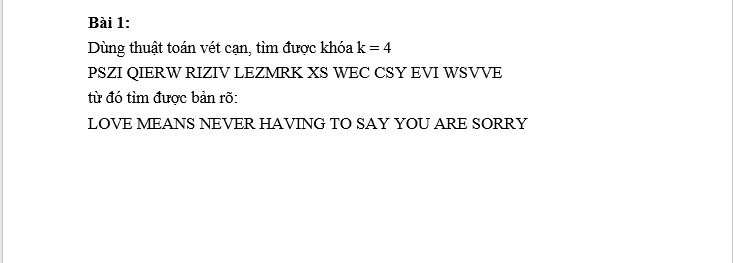 Bài 1:
Dùng thuật toán vét cạn, tìm được khóa k = 4
PSZI QIERW RIZIV LEZMRK XS WEC CSY EVI WSVVE
từ đó tìm được bản rõ:
LOVE MEANS NEVER HAVING TO SAY YOU ARE SORRY